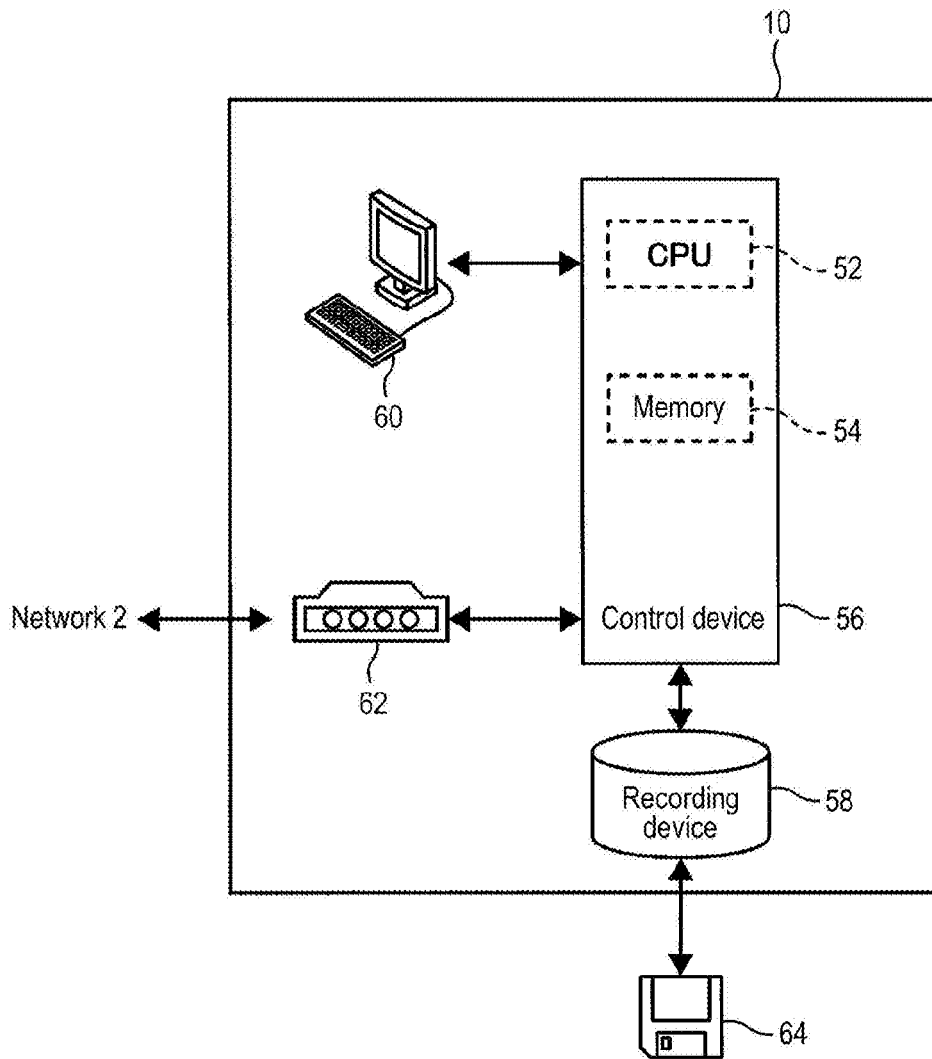 10
CPU
52
60
Memory
54
Network 2
62
Control device
56
Recording
device
58
64